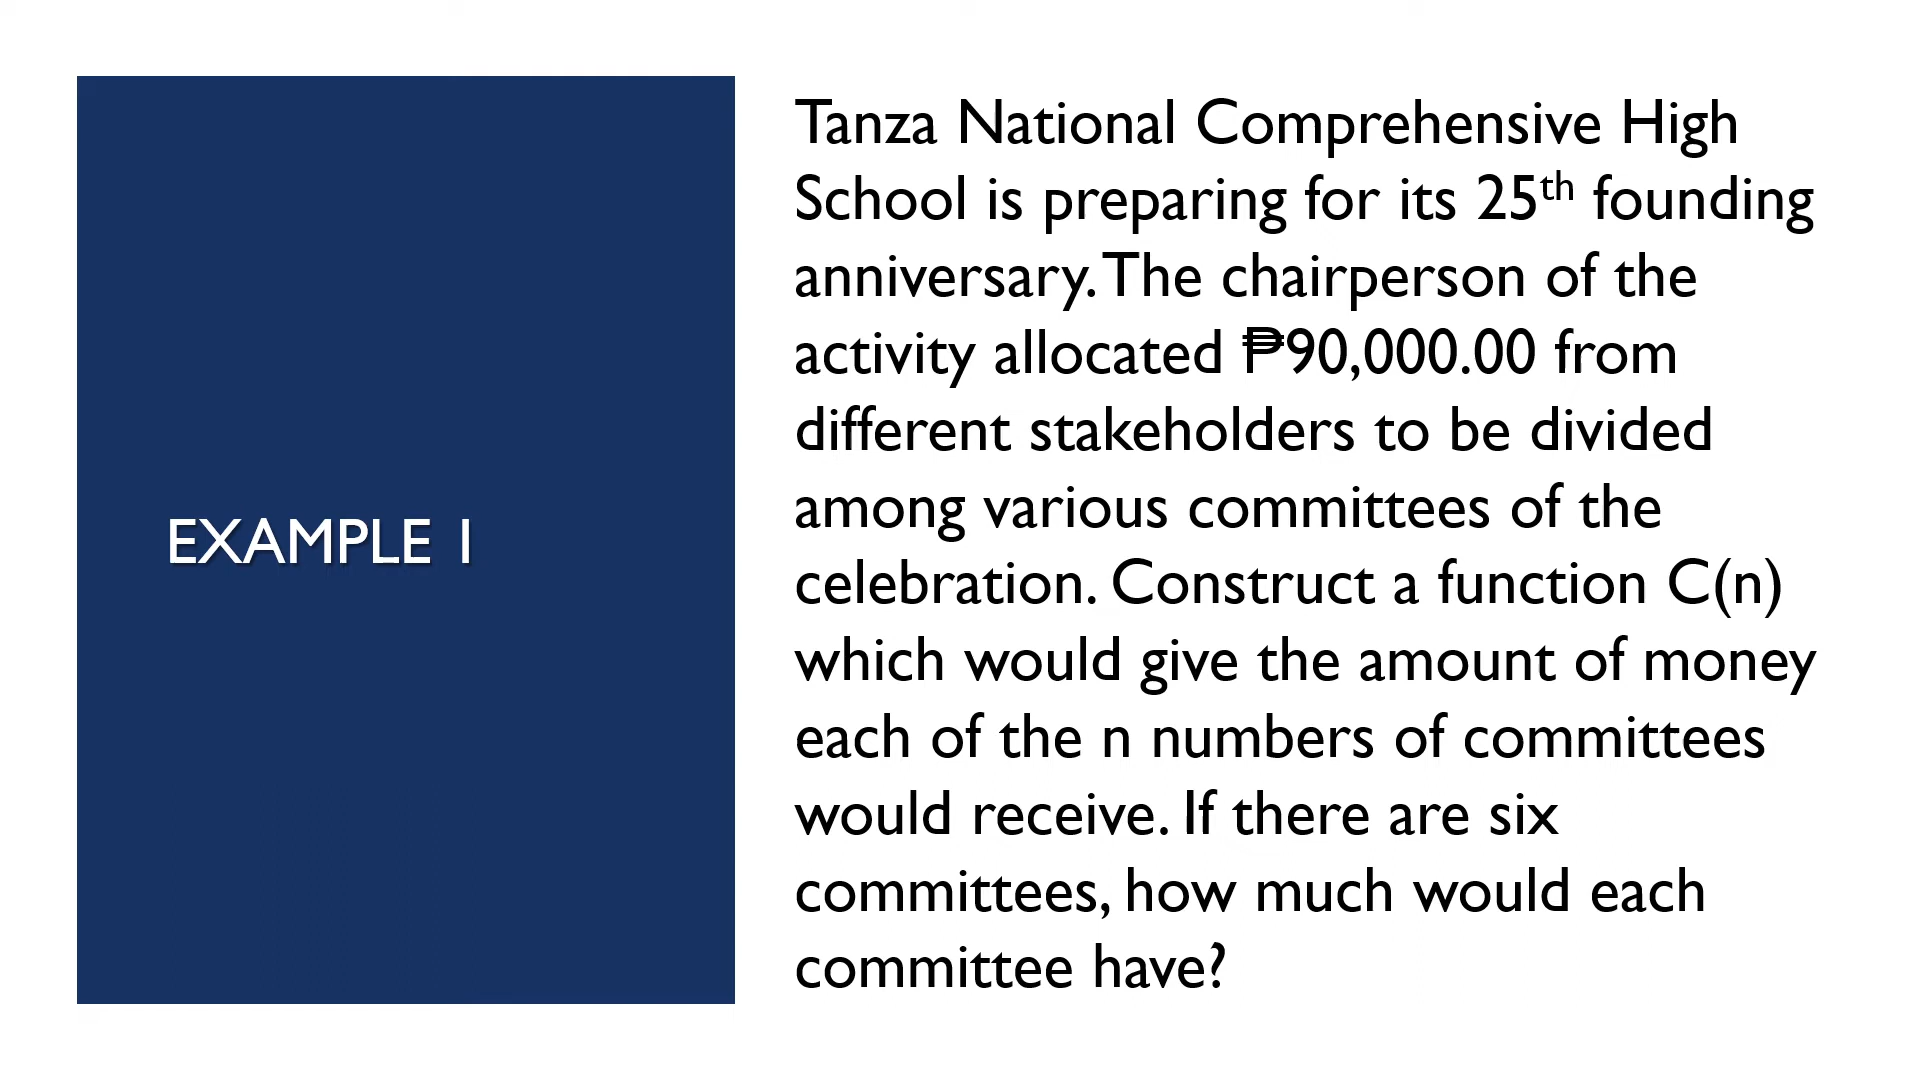 EXAMPLE 1
Tanza National Comprehensive High
School is preparing for its 25th founding
anniversary. The chairperson of the
activity allocated ₱90,000.00 from
different stakeholders to be divided
among various committees of the
celebration. Construct a function C(n)
which would give the amount of money
each of the n numbers of committees
would receive. If there are six
committees, how much would each
committee have?